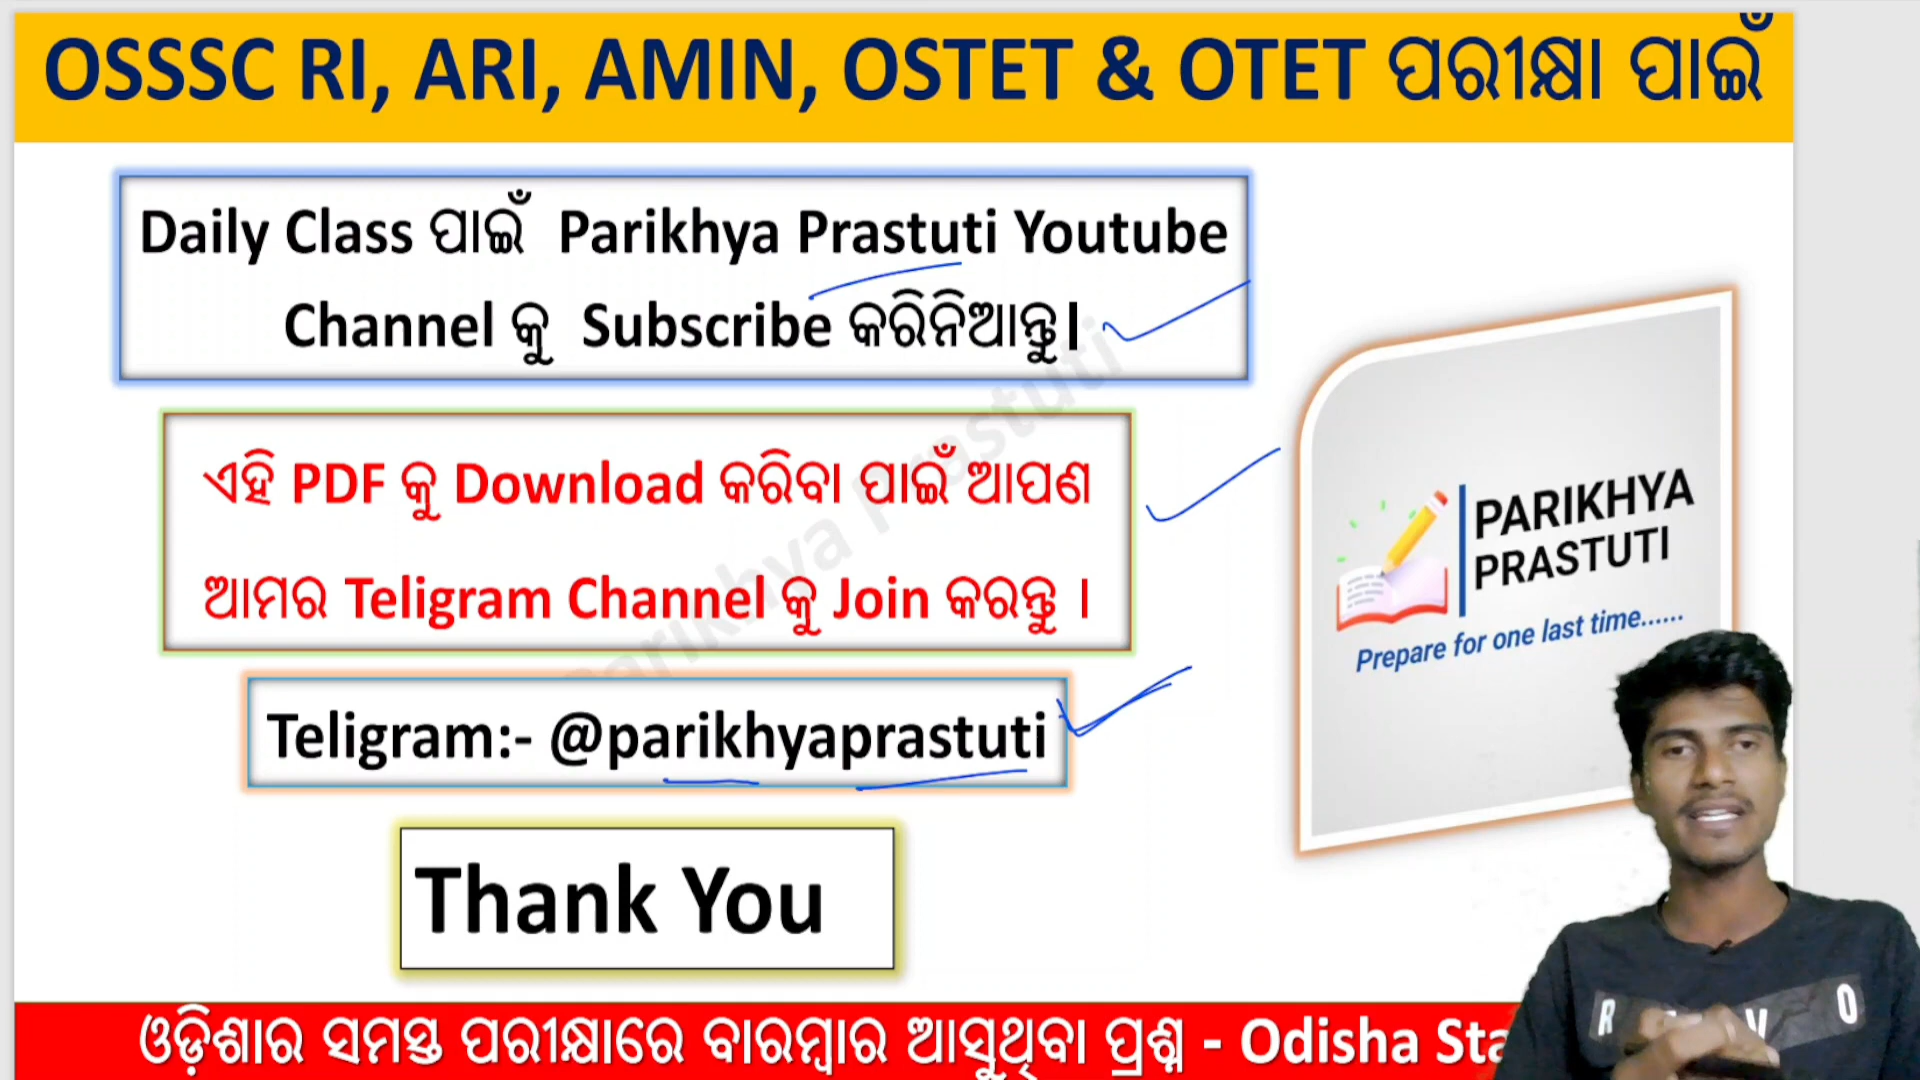 OSSSC RI, ARI, AMIN, OSTET & OTET ପରୀକ୍ଷା ପାଇଁ
Daily Class ପାଇଁ Parikhya Prastuti Youtube
Channel କୁ Subscribe କରିନିଆନ୍ତୁ।
ଏହି PDF କୁ Download କରିବା ପାଇଁ ଆପଣ
ଆମର Teligram Channel କୁ Join କରନ୍ତୁ ।
Teligram:- @parikhyaprastuti
Thank You
PARIKHYA
PRASTUTI
Prepare for one last time......
Parikhya Prastuti
ଓଡ଼ିଶାର ସମସ୍ତ ପରୀକ୍ଷାରେ ବାରମ୍ବାର ଆସୁଥିବା ପ୍ରଶ୍ନ - Odisha